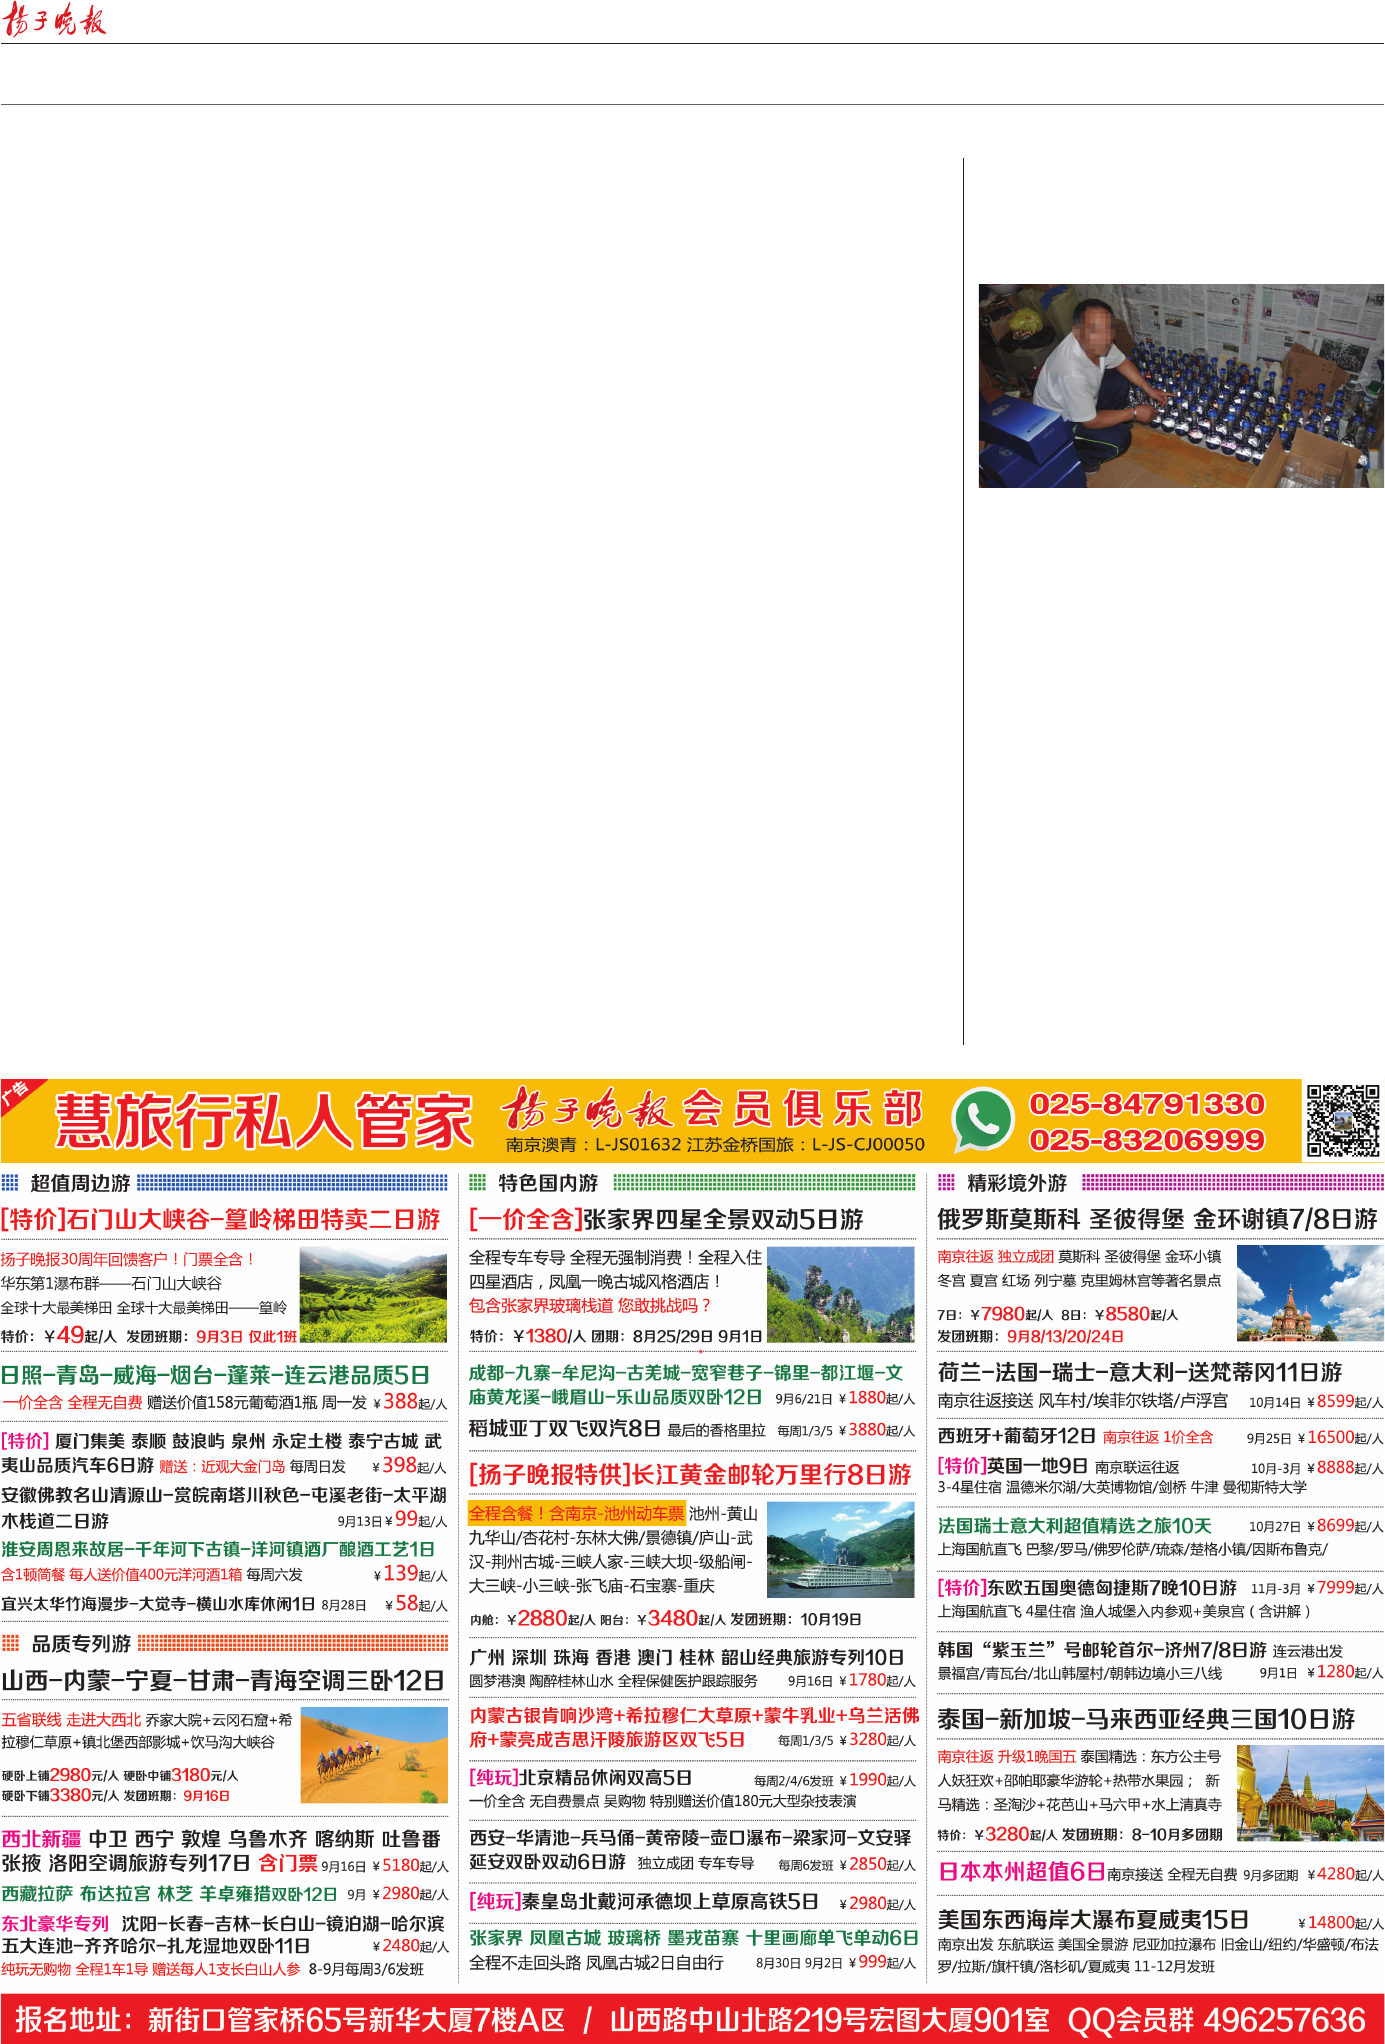 扬子晚报
广告
慧旅行私人管家
扬子晚报会员俱乐部
南京澳青：L-JS01632 江苏金桥国旅：L-JS-CJ00050
025-84791330
025-83206999
超值周边游
[特价]石门山大峡谷-篁岭梯田特卖二日游
扬子晚报30周年回馈客户！门票全含！
华东第1瀑布群——石门山大峡谷
全球十大最美梯田 全球十大最美梯田——篁岭
特价：￥49起/人 发团班期：9月3日 仅此1班
日照-青岛-威海-烟台-蓬莱-连云港品质5日
一价全含 全程无自费 赠送价值158元葡萄酒1瓶 周一发 ￥388起/人
[特价] 厦门集美 泰顺 鼓浪屿 泉州 永定土楼 泰宁古城 武
夷山品质汽车6日游 赠送：近观大金门岛 每周日发 ￥398起/人
安徽佛教名山清源山-赏皖南塔川秋色-屯溪老街-太平湖
木栈道二日游 9月13日￥99起/人
淮安周恩来故居-千年河下古镇-洋河镇酒厂酿酒工艺1日
含1顿简餐 每人送价值400元洋河酒1箱 每周六发 ￥139起/人
宜兴太华竹海漫步-大觉寺-横山水库休闲1日 8月28日 ￥58起/人
品质专列游
山西-内蒙-宁夏-甘肃-青海空调三卧12日
五省联线 走进大西北 乔家大院+云冈石窟+希
拉穆仁草原+镇北堡西部影城+饮马沟大峡谷
硬卧上铺2980元/人 硬卧中铺3180元/人
硬卧下铺3380元/人 发团班期：9月16日
西北新疆 中卫 西宁 敦煌 乌鲁木齐 喀纳斯 吐鲁番
张掖 洛阳空调旅游专列17日 含门票 9月16日 ￥5180起/人
西藏拉萨 布达拉宫 林芝 羊卓雍措双卧12日 9月 ￥2980起/人
东北豪华专列 沈阳-长春-吉林-长白山-镜泊湖-哈尔滨
五大连池-齐齐哈尔-扎龙湿地双卧11日 ￥2480起/人
纯玩无购物 全程1车1导 赠送每人1支长白山人参 8-9月每周3/6发班
特色国内游
[一价全含]张家界四星全景双动5日游
全程专车专导 全程无强制消费！全程入住
四星酒店，凤凰一晚古城风格酒店！
包含张家界玻璃栈道 您敢挑战吗？
特价：￥1380/人 团期：8月25/29日 9月1日
成都-九寨-牟尼沟-古羌城-宽窄巷子-锦里-都江堰-文
庙黄龙溪-峨眉山-乐山品质双卧12日 9月6/21日 ￥1880起/人
稻城亚丁双飞双汽8日 最后的香格里拉 每周1/3/5 ￥3880起/人
[扬子晚报特供]长江黄金邮轮万里行8日游
全程含餐！含南京-池州动车票 池州-黄山
九华山/杏花村-东林大佛/景德镇/庐山-武
汉-荆州古城-三峡人家-三峡大坝-级船闸-
大三峡-小三峡-张飞庙-石宝寨-重庆
内舱：￥2880起/人 阳台：￥3480起/人 发团班期：10月19日
广州 深圳 珠海 香港 澳门 桂林 韶山经典旅游专列10日
圆梦港澳 陶醉桂林山水 全程保健医护跟踪服务 9月16日 ￥1780起/人
内蒙古银肯响沙湾+希拉穆仁大草原+蒙牛乳业+乌兰活佛
府+蒙亮成吉思汗陵旅游区双飞5日 每周1/3/5 ￥3280起/人
[纯玩]北京精品休闲双高5日 每周2/4/6发班 ￥1990起/人
一价全含 无自费景点 吴购物 特别赠送价值180元大型杂技表演
西安-华清池-兵马俑-黄帝陵-壶口瀑布-梁家河-文安驿
延安双卧双动6日游 独立成团 专车专导 每周6发班 ￥2850起/人
[纯玩]秦皇岛北戴河承德坝上草原高铁5日 ￥2980起/人
张家界 凤凰古城 玻璃桥 墨戎苗寨 十里画廊单飞单动6日
全程不走回头路 凤凰古城2日自由行 8月30日 9月2日 ￥999起/人
精彩境外游
俄罗斯莫斯科 圣彼得堡 金环谢镇7/8日游
南京往返 独立成团 莫斯科 圣彼得堡 金环小镇
冬宫 夏宫 红场 列宁墓 克里姆林宫等著名景点
7日：￥7980起/人 8日：￥8580起/人
发团班期：9月8/13/20/24日
荷兰-法国-瑞士-意大利-送梵蒂冈11日游
南京往返接送 风车村/埃菲尔铁塔/卢浮宫 10月14日 ￥8599起/人
西班牙+葡萄牙12日 南京往返 1价全含 9月25日 ￥16500起/人
[特价]英国一地9日 南京联运往返 10月-3月 ￥8888起/人
3-4星住宿 温德米尔湖/大英博物馆/剑桥 牛津 曼彻斯特大学
法国瑞士意大利超值精选之旅10天 10月27日 ￥8699起/人
上海国航直飞 巴黎/罗马/佛罗伦萨/琉森/楚格小镇/因斯布鲁克/
[特价]东欧五国奥德匈捷斯7晚10日游 11月-3月 ￥7999起/人
上海国航直飞 4星住宿 渔人城堡入内参观+美泉宫（含讲解）
韩国“紫玉兰”号邮轮首尔-济州7/8日游 连云港出发
景福宫/青瓦台/北山韩屋村/朝韩边境小三八线 9月1日 ￥1280起/人
泰国-新加坡-马来西亚经典三国10日游
南京往返 升级1晚国五 泰国精选：东方公主号
人妖狂欢+邵帕耶豪华游轮+热带水果园； 新
马精选：圣淘沙+花芭山+马六甲+水上清真寺
特价：￥3280起/人 发团班期：8-10月多团期
日本本州超值6日南京接送 全程无自费 9月多团期 ￥4280起/人
美国东西海岸大瀑布夏威夷15日 ￥14800起/人
南京出发 东航联运 美国全景游 尼亚加拉瀑布 旧金山/纽约/华盛顿/布法
罗/拉斯/旗杆镇/洛杉矶/夏威夷 11-12月发班
报名地址：新街口管家桥65号新华大厦7楼A区 / 山西路中山北路219号宏图大厦901室 QQ会员群 496257636